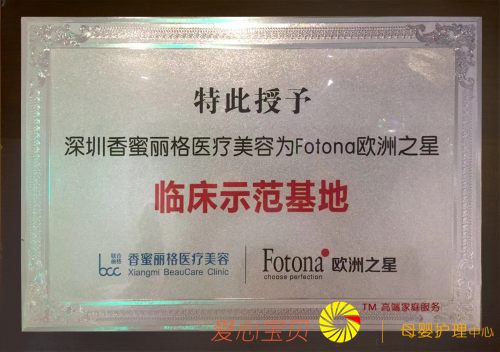 特此授予
深圳香蜜丽格医疗美容为Fotona欧洲之星
临床示范基地
联合丽格
bcc
香蜜丽格医疗美容
Xiangmi BeauCare Clinic
Fotona
choose perfection
欧洲之星
爱心宝贝
TM 高端家庭服务
母婴护理中心